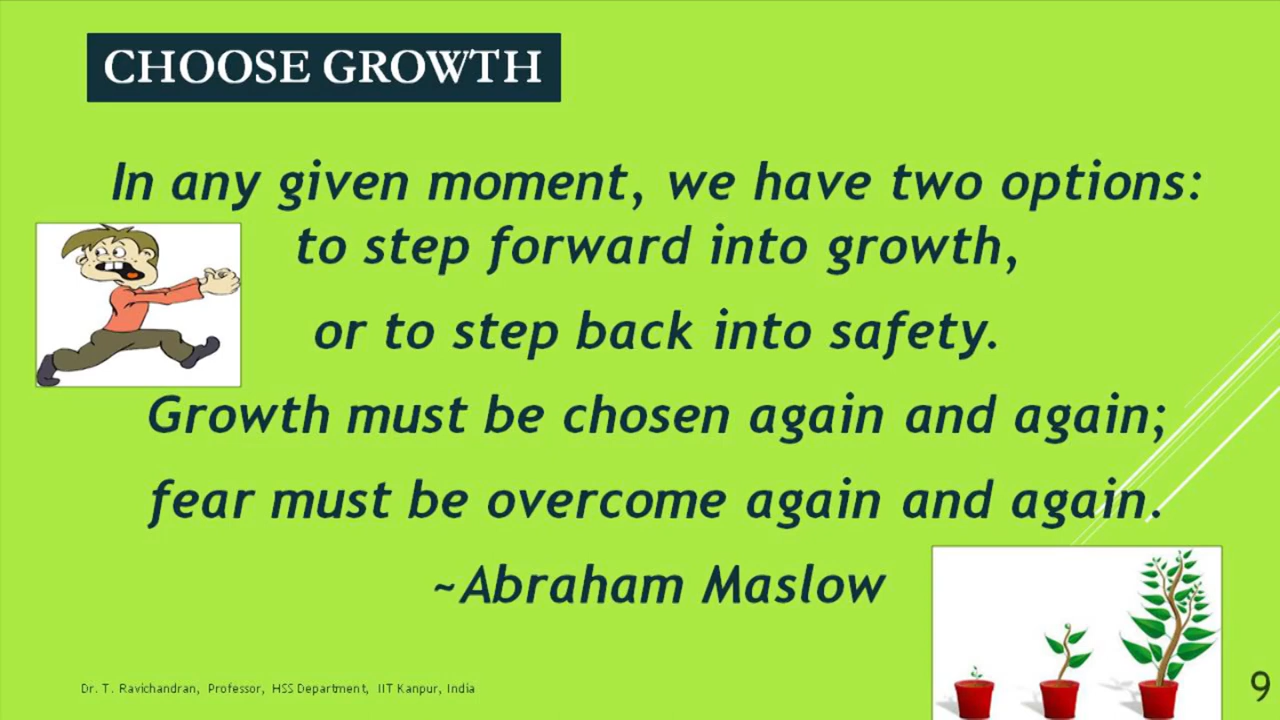 CHOOSE GROWTH
In any given moment, we have two options:
to step forward into growth,
or to step back into safety.
Growth must be chosen again and again;
fear must be overcome again and again.
~Abraham Maslow
Dr. T. Ravichandran, Professor, HSS Department, IIT Kanpur, India
9